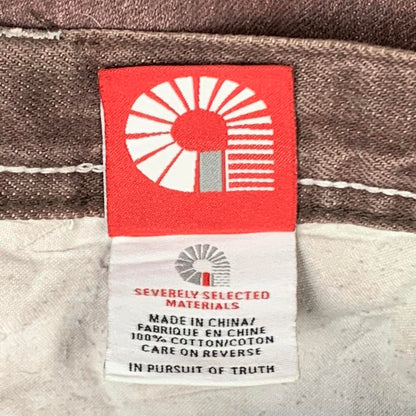 SEVERELY SELECTED
MATERIALS
MADE IN CHINA/
FABRIQUE EN CHINE
100% COTTON/COTON
CARE ON REVERSE
IN PURSUIT OF TRUTH